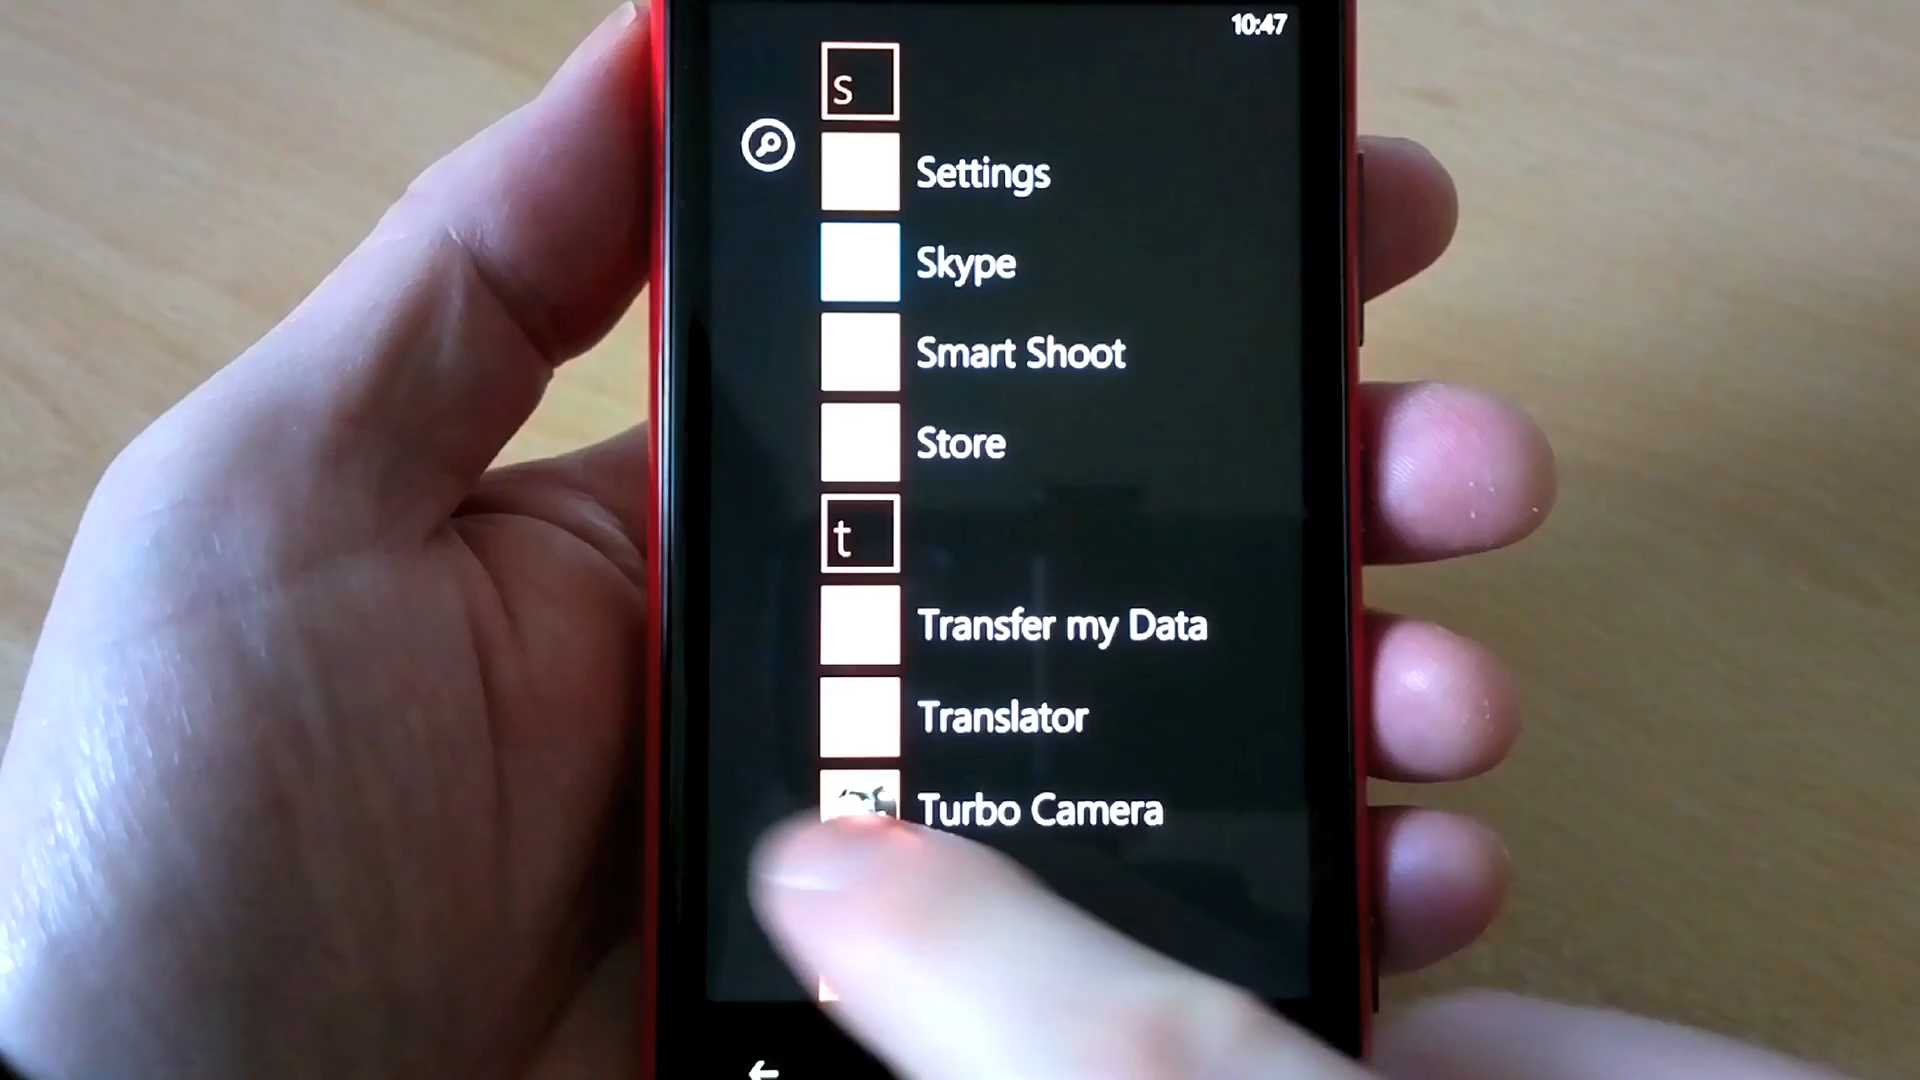 10:47
s
Settings
Skype
Smart Shoot
Store
t
Transfer my Data
Translator
Turbo Camera